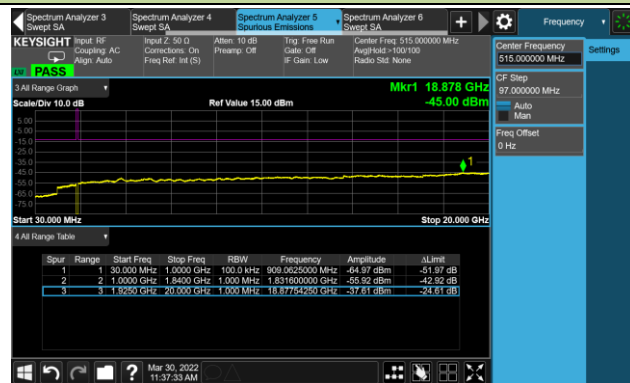 Spectrum Analyzer 3
Swept SA
Spectrum Analyzer 4
Swept SA
Spectrum Analyzer 5
Spurious Emissions
Spectrum Analyzer 6
Swept SA
Frequency
KEYSIGHT
Input: RF
Coupling: AC
Align: Auto
Input Z: 50 Ω
Corrections: On
Freq Ref: Int (S)
Atten: 10 dB
Preamp: Off
Trig: Free Run
Gate: Off
IF Gain: Low
Center Freq: 515.000000 MHz
Avg|Hold:>100/100
Radio Std: None
PASS
Center Frequency
515.000000 MHz
Settings
CF Step
97.000000 MHz
Auto
Man
Freq Offset
0 Hz
3 All Range Graph
Mkr1 18.878 GHz
Scale/Div 10.0 dB
Ref Value 15.00 dBm
-45.00 dBm
5.00
-5.00
-15.0
-25.0
-35.0
-45.0
-55.0
-65.0
-75.0
1
Start 30.000 MHz
Stop 20.000 GHz
4 All Range Table
Spur Range Start Freq Stop Freq RBW Frequency Amplitude ΔLimit
1 1 30.000 MHz 1.0000 GHz 100.0 kHz 909.0625000 MHz -64.97 dBm -51.97 dB
2 2 1.0000 GHz 1.8400 GHz 1.000 MHz 1.831600000 GHz -55.92 dBm -42.92 dB
3 3 1.9250 GHz 20.000 GHz 1.000 MHz 18.87754250 GHz -37.61 dBm -24.61 dB
Mar 30, 2022
11:37:33 AM